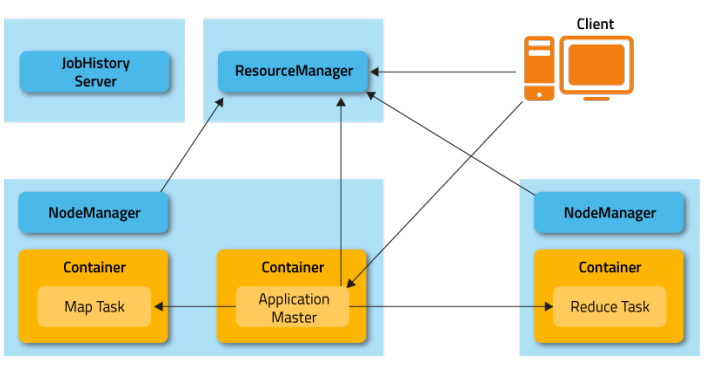 Client
JobHistory
Server
ResourceManager
NodeManager
NodeManager
Container
Map Task
Container
Application
Master
Container
Reduce Task